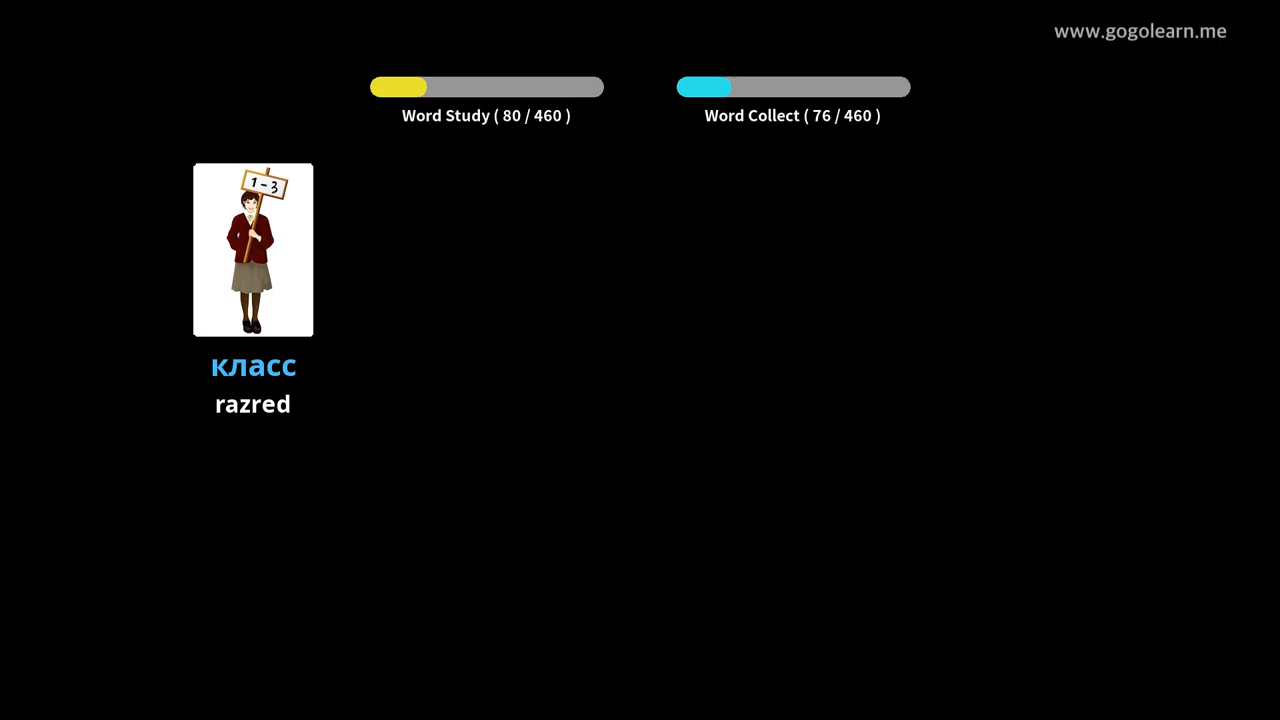 www.gogolearn.me
Word Study ( 80 / 460 )
Word Collect ( 76 / 460 )
1 - 3
класс
razred